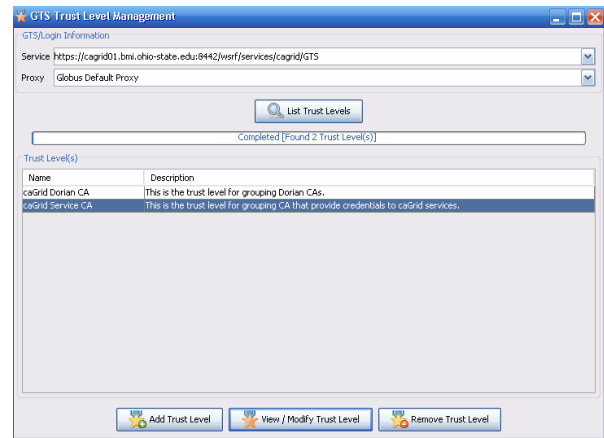 GTS Trust Level Management
GTS/Login Information
Service https://cagrid01.bmi.ohio-state.edu:8442/wsrf/services/cagrid/GTS
Proxy Globus Default Proxy
List Trust Levels
Completed [Found 2 Trust Level(s)]
Trust Level(s)
Name Description
caGrid Dorian CA This is the trust level for grouping Dorian CAs.
caGrid Service CA This is the trust level for grouping CA that provide credentials to caGrid services.
Add Trust Level View / Modify Trust Level Remove Trust Level